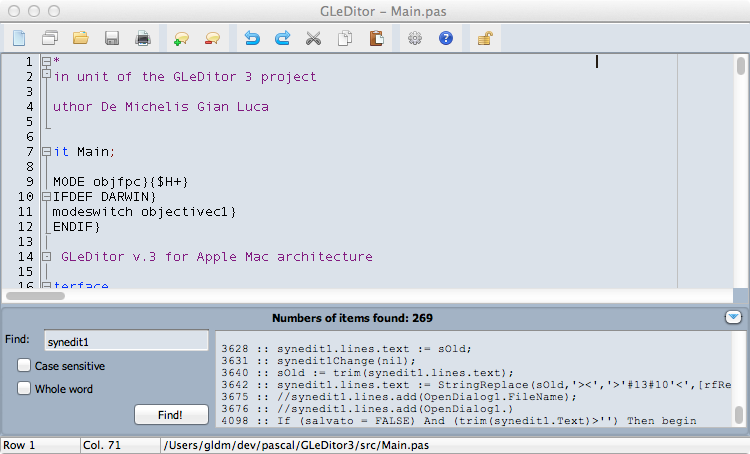 GLeDitor – Main.pas
1 *
2 in unit of the GLeDitor 3 project
3
4 uthor De Michelis Gian Luca
5
6
7 it Main;
8
9 MODE objfpc}{$H+}
10 IFDEF DARWIN}
11 modeswitch objectivec1}
12 ENDIF}
13
14 GLeDitor v.3 for Apple Mac architecture
15
16 terface
Numbers of items found: 269
Find: synedit1
Case sensitive
Whole word
Find!
3628 :: synedit1.lines.text := sOld;
3631 :: synedit1Change(nil);
3640 :: sOld := trim(synedit1.lines.text);
3642 :: synedit1.lines.text := StringReplace(sOld,'><','>'#13#10'<',[rfRe
3675 :: //synedit1.lines.add(OpenDialog1.FileName);
3676 :: //synedit1.lines.add(OpenDialog1.)
4098 :: If (salvato = FALSE) And (trim(synedit1.Text)>'') Then begin
Row 1 Col. 71 /Users/gldm/dev/pascal/GLeDitor3/src/Main.pas